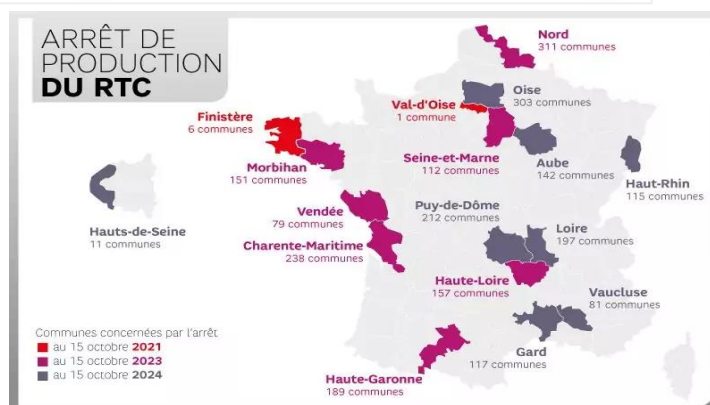 ARRÊT DE
PRODUCTION
DU RTC
Nord
311 communes
Oise
303 communes
Val-d'Oise
1 commune
Finistère
6 communes
Seine-et-Marne
112 communes
Aube
142 communes
Morbihan
151 communes
Haut-Rhin
115 communes
Vendée
79 communes
Puy-de-Dôme
212 communes
Hauts-de-Seine
11 communes
Loire
197 communes
Charente-Maritime
238 communes
Haute-Loire
157 communes
Vaucluse
81 communes
Gard
117 communes
Haute-Garonne
189 communes
Communes concernées par l'arrêt
au 15 octobre 2021
au 15 octobre 2023
au 15 octobre 2024